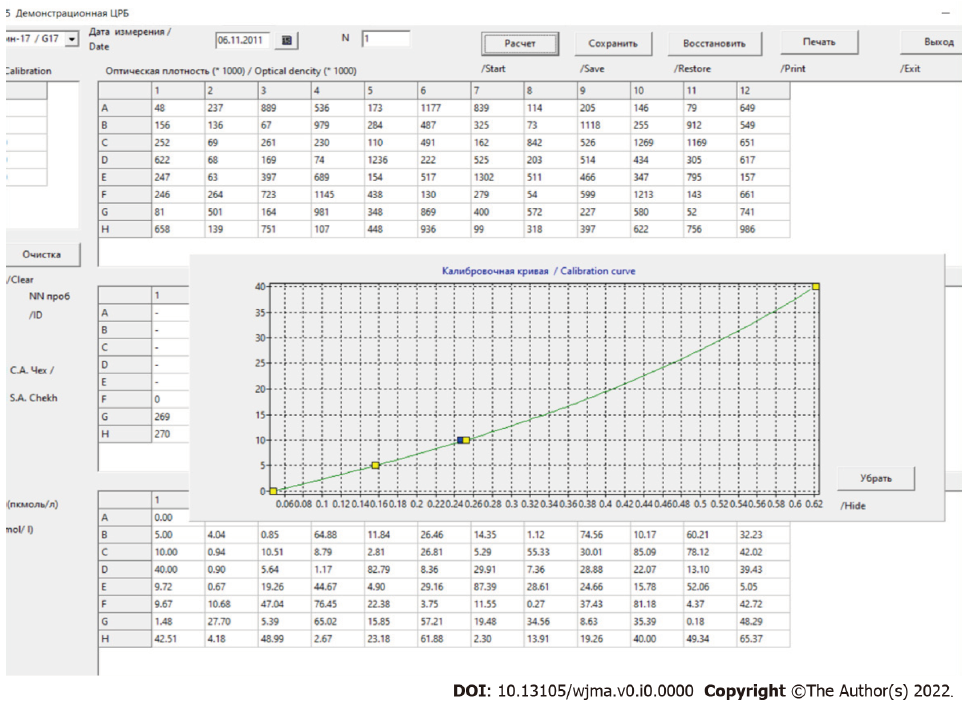 5 Демонстрационная ЦРБ
ин-17 / G17
Дата измерения / Date
06.11.2011
N 1
Расчет Сохранить Восстановить Печать Выход
/Start /Save /Restore /Print /Exit
Calibration
Оптическая плотность (* 1000) / Optical dencity (* 1000)
1 2 3 4 5 6 7 8 9 10 11 12
A 48 237 889 536 173 1177 839 114 205 146 79 649
B 156 136 67 979 284 487 325 73 1118 255 912 549
C 252 69 261 230 110 491 162 842 526 1269 1169 651
D 622 68 169 74 1236 222 525 203 514 434 305 617
E 247 63 397 689 154 517 1302 511 466 347 795 157
F 246 264 723 1145 438 130 279 54 599 1213 143 661
G 81 501 164 981 348 869 400 572 227 580 52 741
H 658 139 751 107 448 936 99 318 397 622 756 986
Очистка
/Clear
NN проб
/ID
С.А. Чех /
S.A. Chekh
1
A -
B -
C -
D -
E -
F 0
G 269
H 270
Калибровочная кривая / Calibration curve
40
35
30
25
20
15
10
5
0
0.06 0.08 0.1 0.12 0.14 0.16 0.18 0.2 0.22 0.24 0.26 0.28 0.3 0.32 0.34 0.36 0.38 0.4 0.42 0.44 0.46 0.48 0.5 0.52 0.54 0.56 0.58 0.6 0.62
Убрать
/Hide
(пкмоль/л)
mol/ l)
1
A 0.00
B 5.00 4.04 0.85 64.88 11.84 26.46 14.35 1.12 74.56 10.17 60.21 32.23
C 10.00 0.94 10.51 8.79 2.81 26.81 5.29 55.33 30.01 85.09 78.12 42.02
D 40.00 0.90 5.64 1.17 82.79 8.36 29.91 7.36 28.88 22.07 13.10 39.43
E 9.72 0.67 19.26 44.67 4.90 29.16 87.39 28.61 24.66 15.78 52.06 5.05
F 9.67 10.68 47.04 76.45 22.38 3.75 11.55 0.27 37.43 81.18 4.37 42.72
G 1.48 27.70 5.39 65.02 15.85 57.21 19.48 34.56 8.63 35.39 0.18 48.29
H 42.51 4.18 48.99 2.67 23.18 61.88 2.30 13.91 19.26 40.00 49.34 65.37
DOI: 10.13105/wjma.v0.i0.0000 Copyright ©The Author(s) 2022.